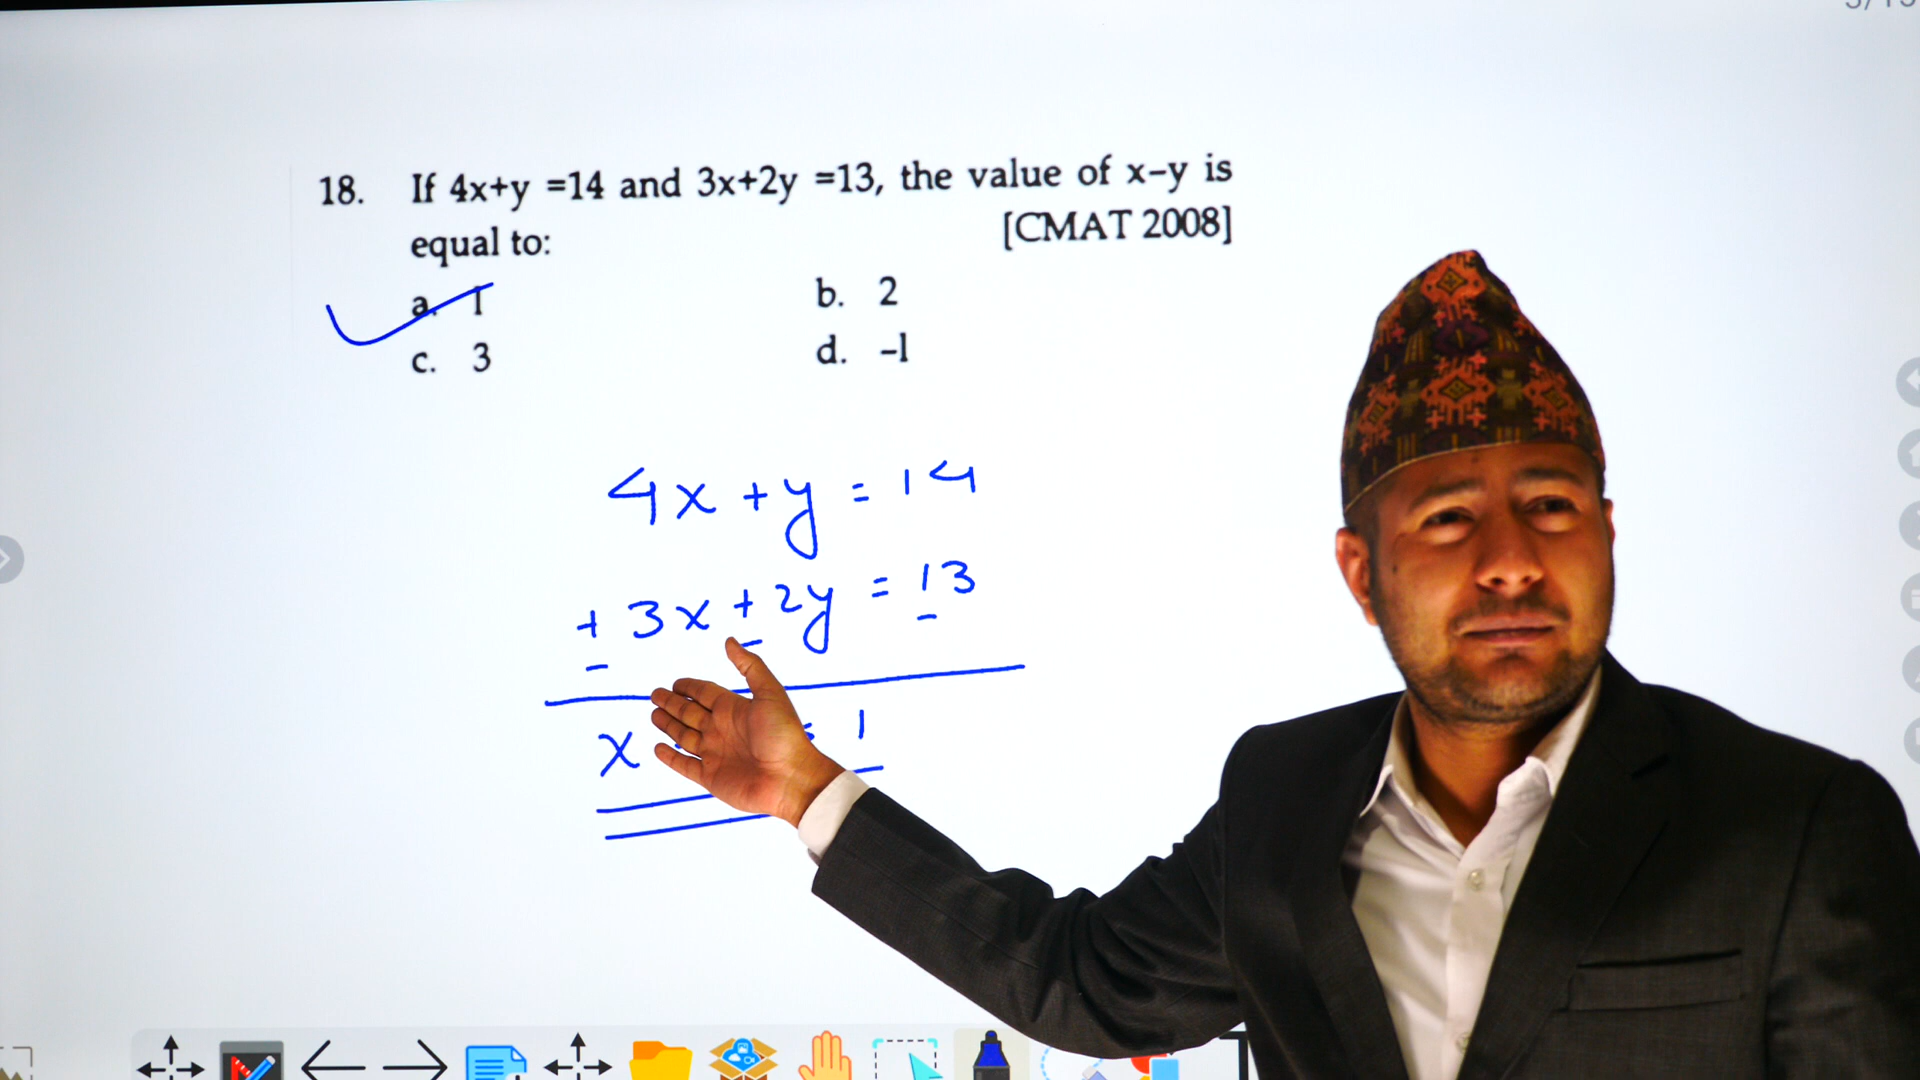 18. If 4x+y =14 and 3x+2y =13, the value of x-y is
equal to: [CMAT 2008]
a. 1 b. 2
c. 3 d. -1
4x + y = 14
+ 3x + 2y = 13
- - -
x = 1